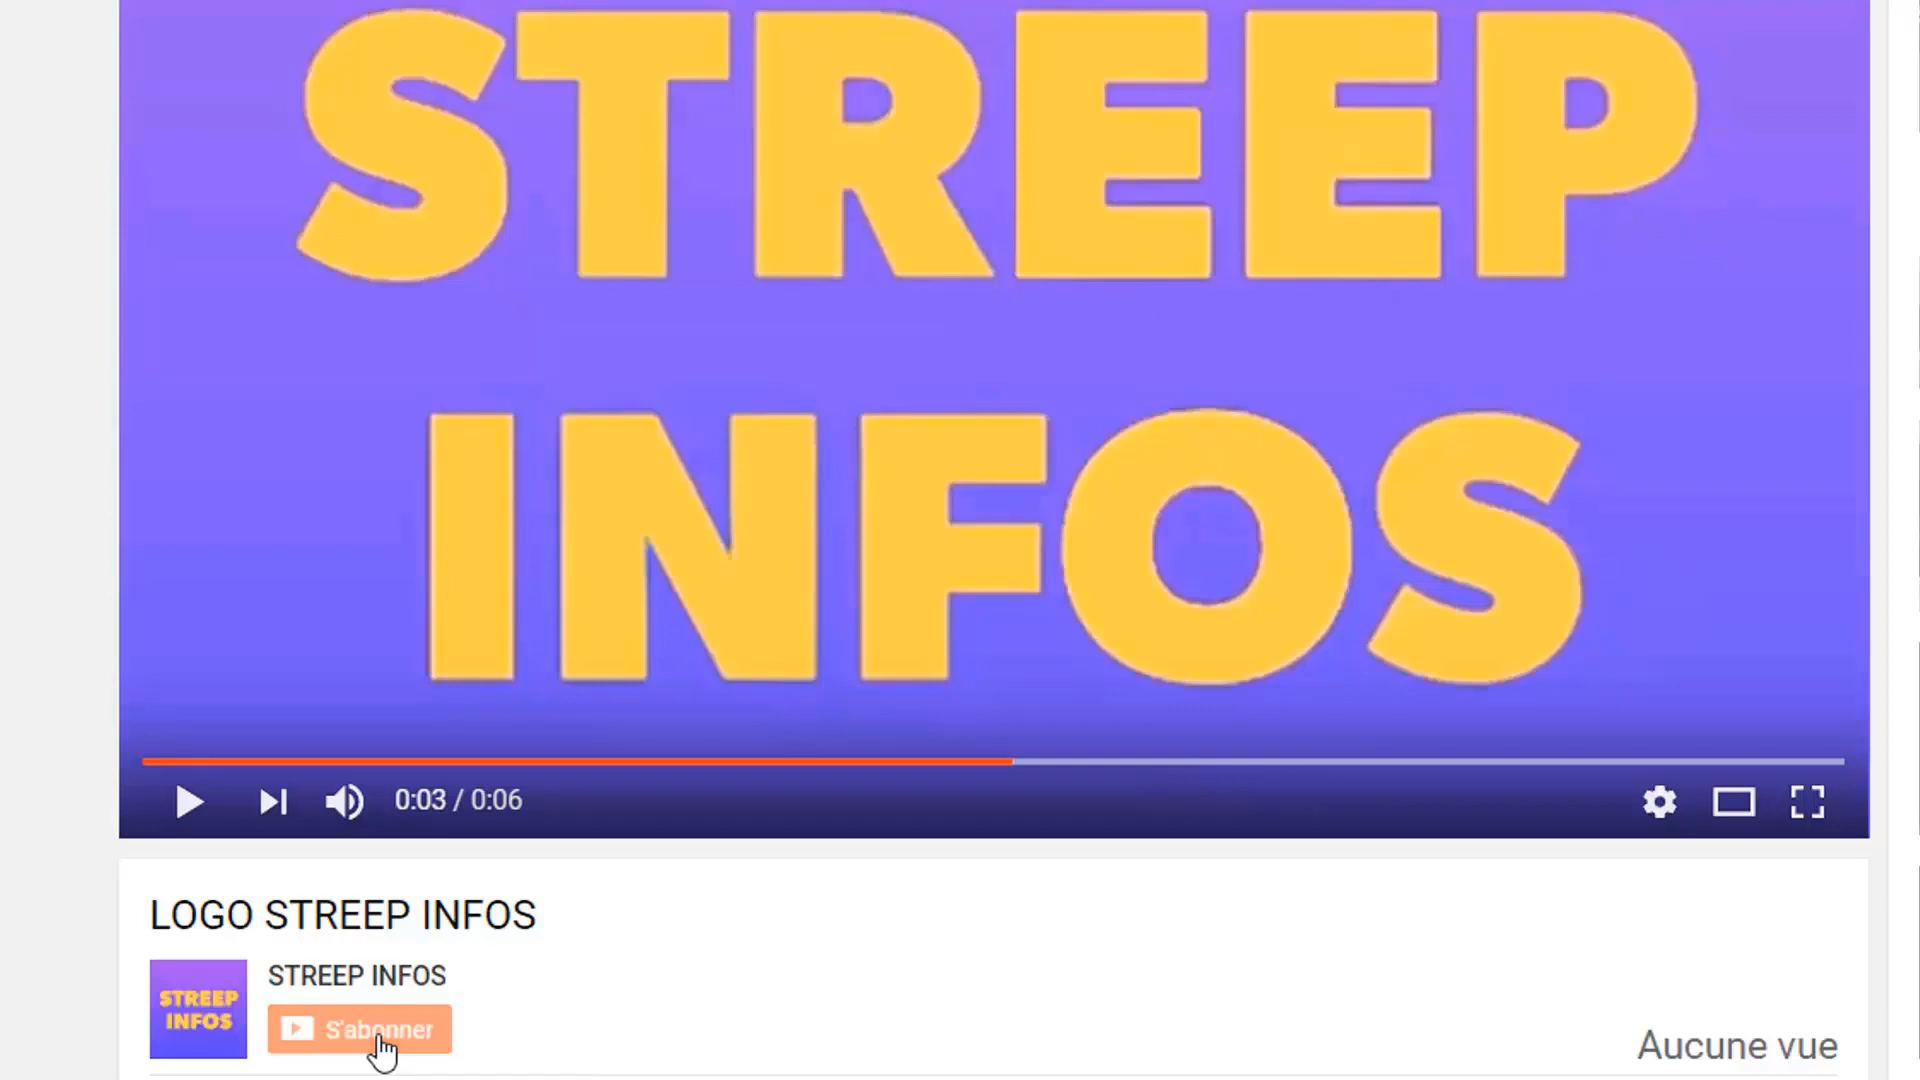 STREEP
INFOS
0:03 / 0:06
LOGO STREEP INFOS
STREEP INFOS
STREEP
INFOS
S'abonner
Aucune vue